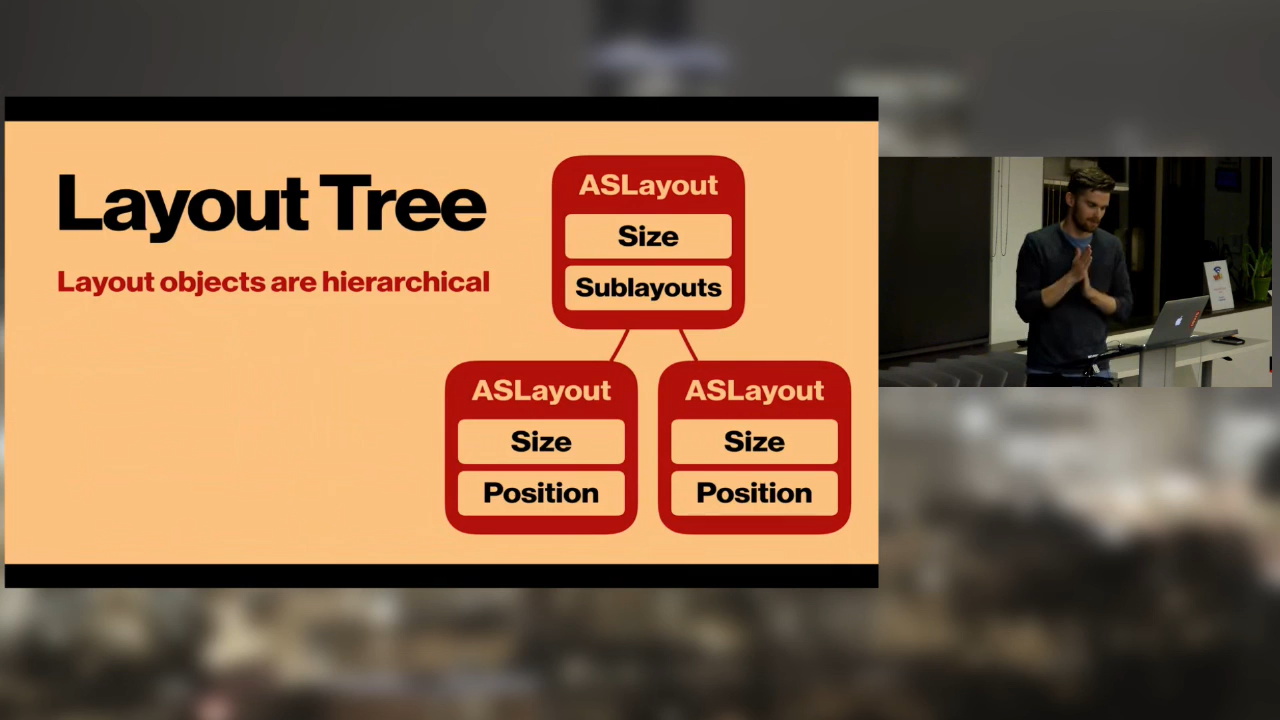 Layout Tree
Layout objects are hierarchical
ASLayout
Size
Sublayouts
ASLayout
Size
Position
ASLayout
Size
Position